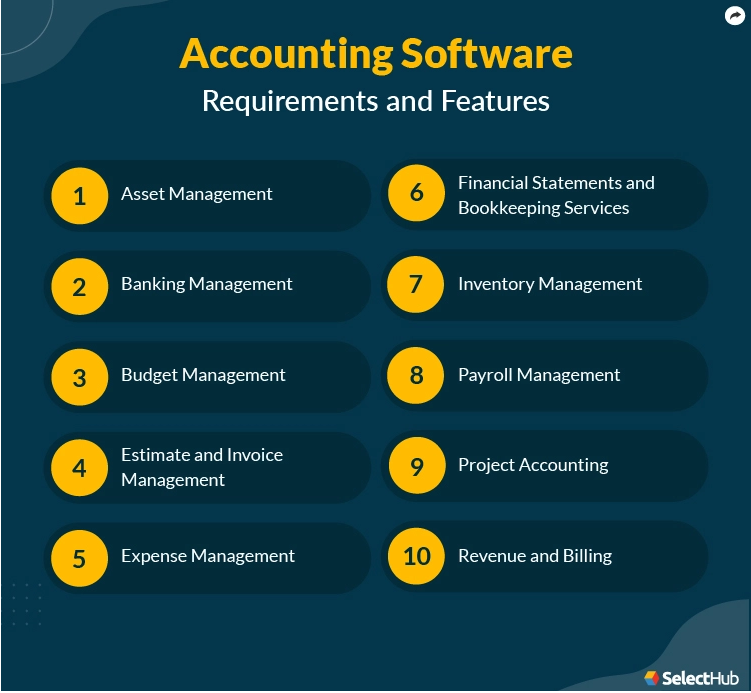 Accounting Software
Requirements and Features
1
Asset Management
2
Banking Management
3
Budget Management
4
Estimate and Invoice
Management
5
Expense Management
6
Financial Statements and
Bookkeeping Services
7
Inventory Management
8
Payroll Management
9
Project Accounting
10
Revenue and Billing
SelectHub